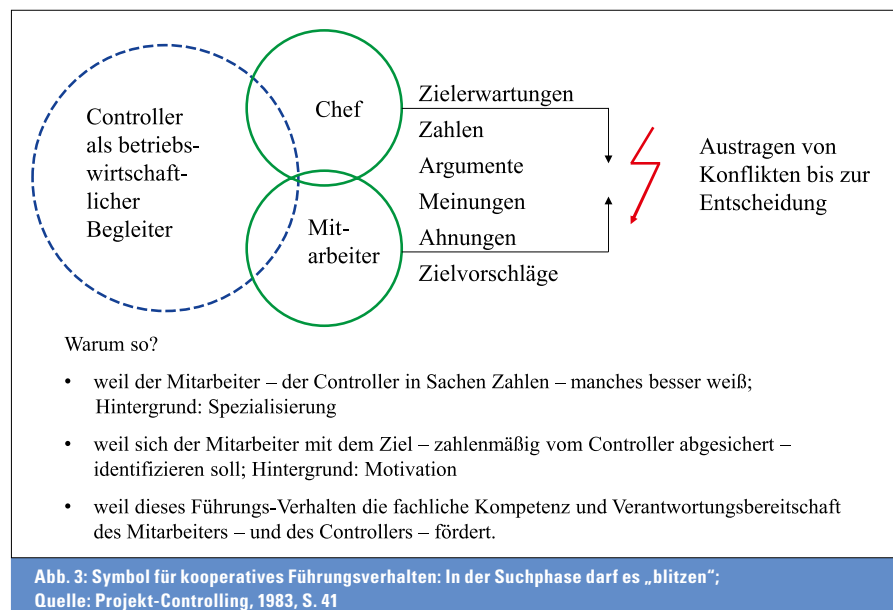 Controller
als betriebs-
wirtschaft-
licher
Begleiter
Chef
Mit-
arbeiter
Zielerwartungen
Zahlen
Argumente
Meinungen
Ahnungen
Zielvorschläge
Austragen von
Konflikten bis zur
Entscheidung
Warum so?
• weil der Mitarbeiter – der Controller in Sachen Zahlen – manches besser weiß;
Hintergrund: Spezialisierung
• weil sich der Mitarbeiter mit dem Ziel – zahlenmäßig vom Controller abgesichert –
identifizieren soll; Hintergrund: Motivation
• weil dieses Führungs-Verhalten die fachliche Kompetenz und Verantwortungsbereitschaft
des Mitarbeiters – und des Controllers – fördert.
Abb. 3: Symbol für kooperatives Führungsverhalten: In der Suchphase darf es „blitzen“;
Quelle: Projekt-Controlling, 1983, S. 41